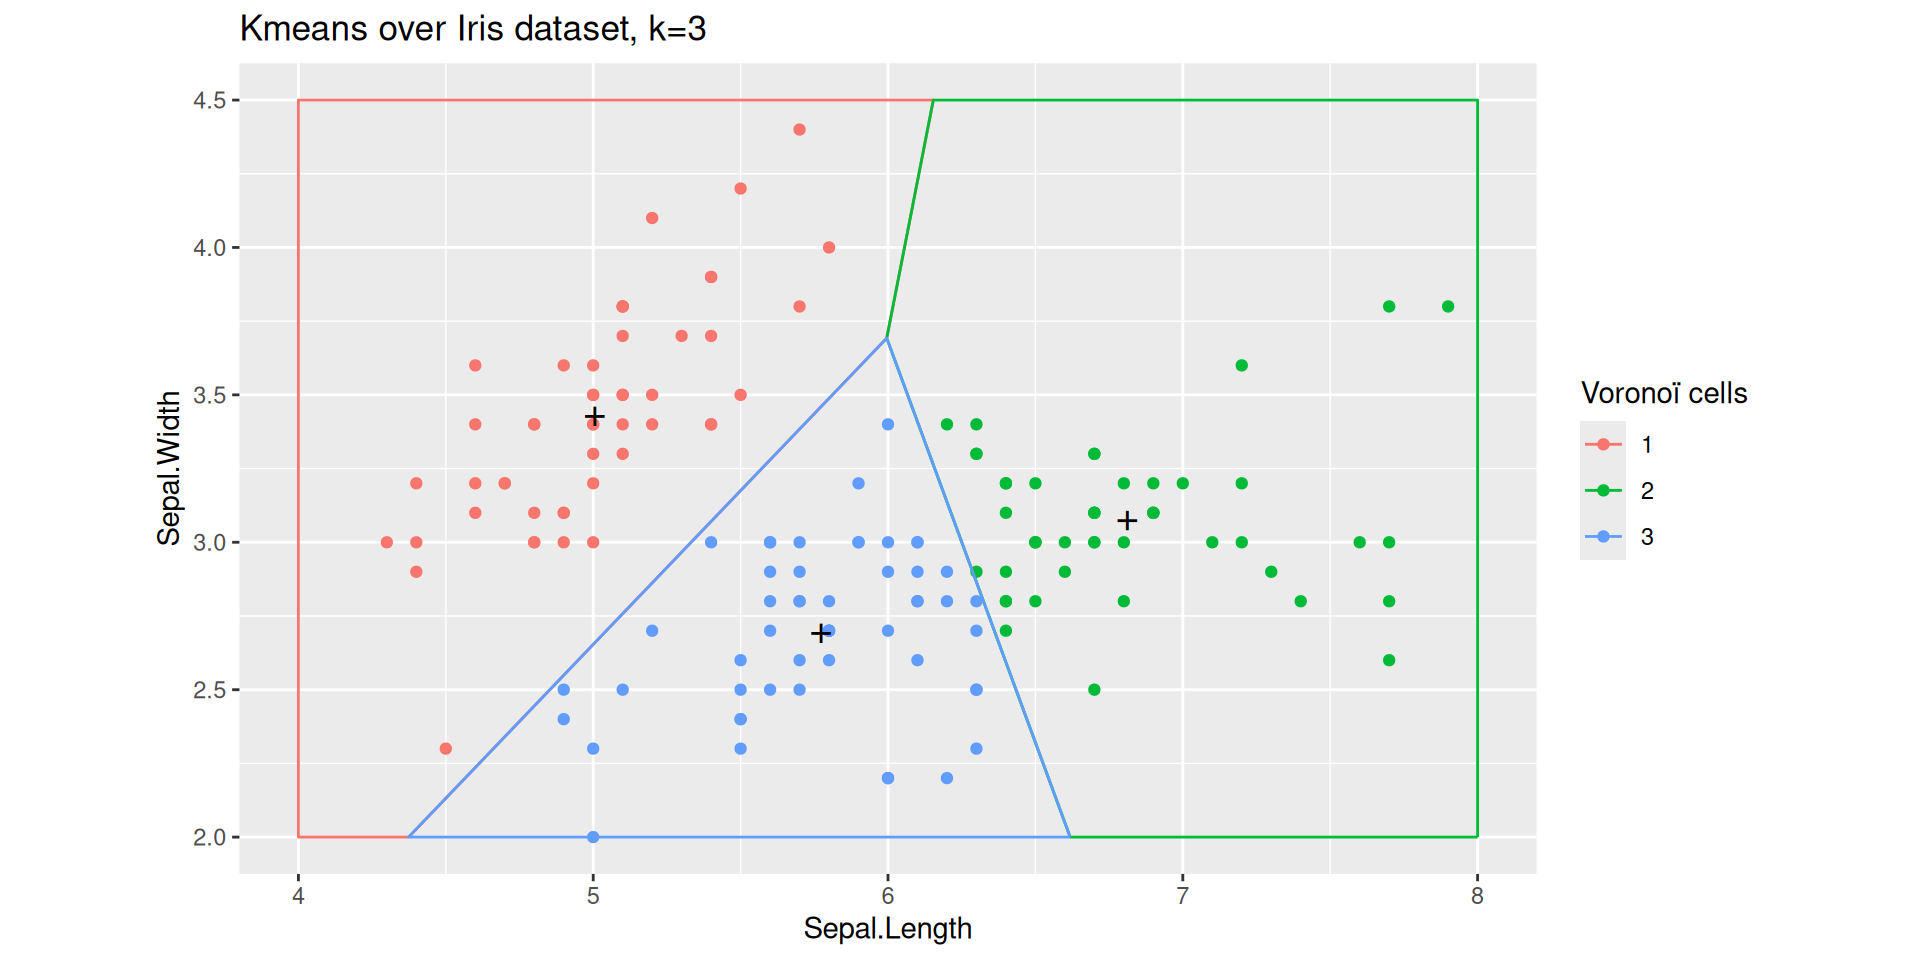 Kmeans over Iris dataset, k=3
4.5
4.0
3.5
3.0
2.5
2.0
Sepal.Width
4 5 6 7 8
Sepal.Length
Voronoï cells
1
2
3